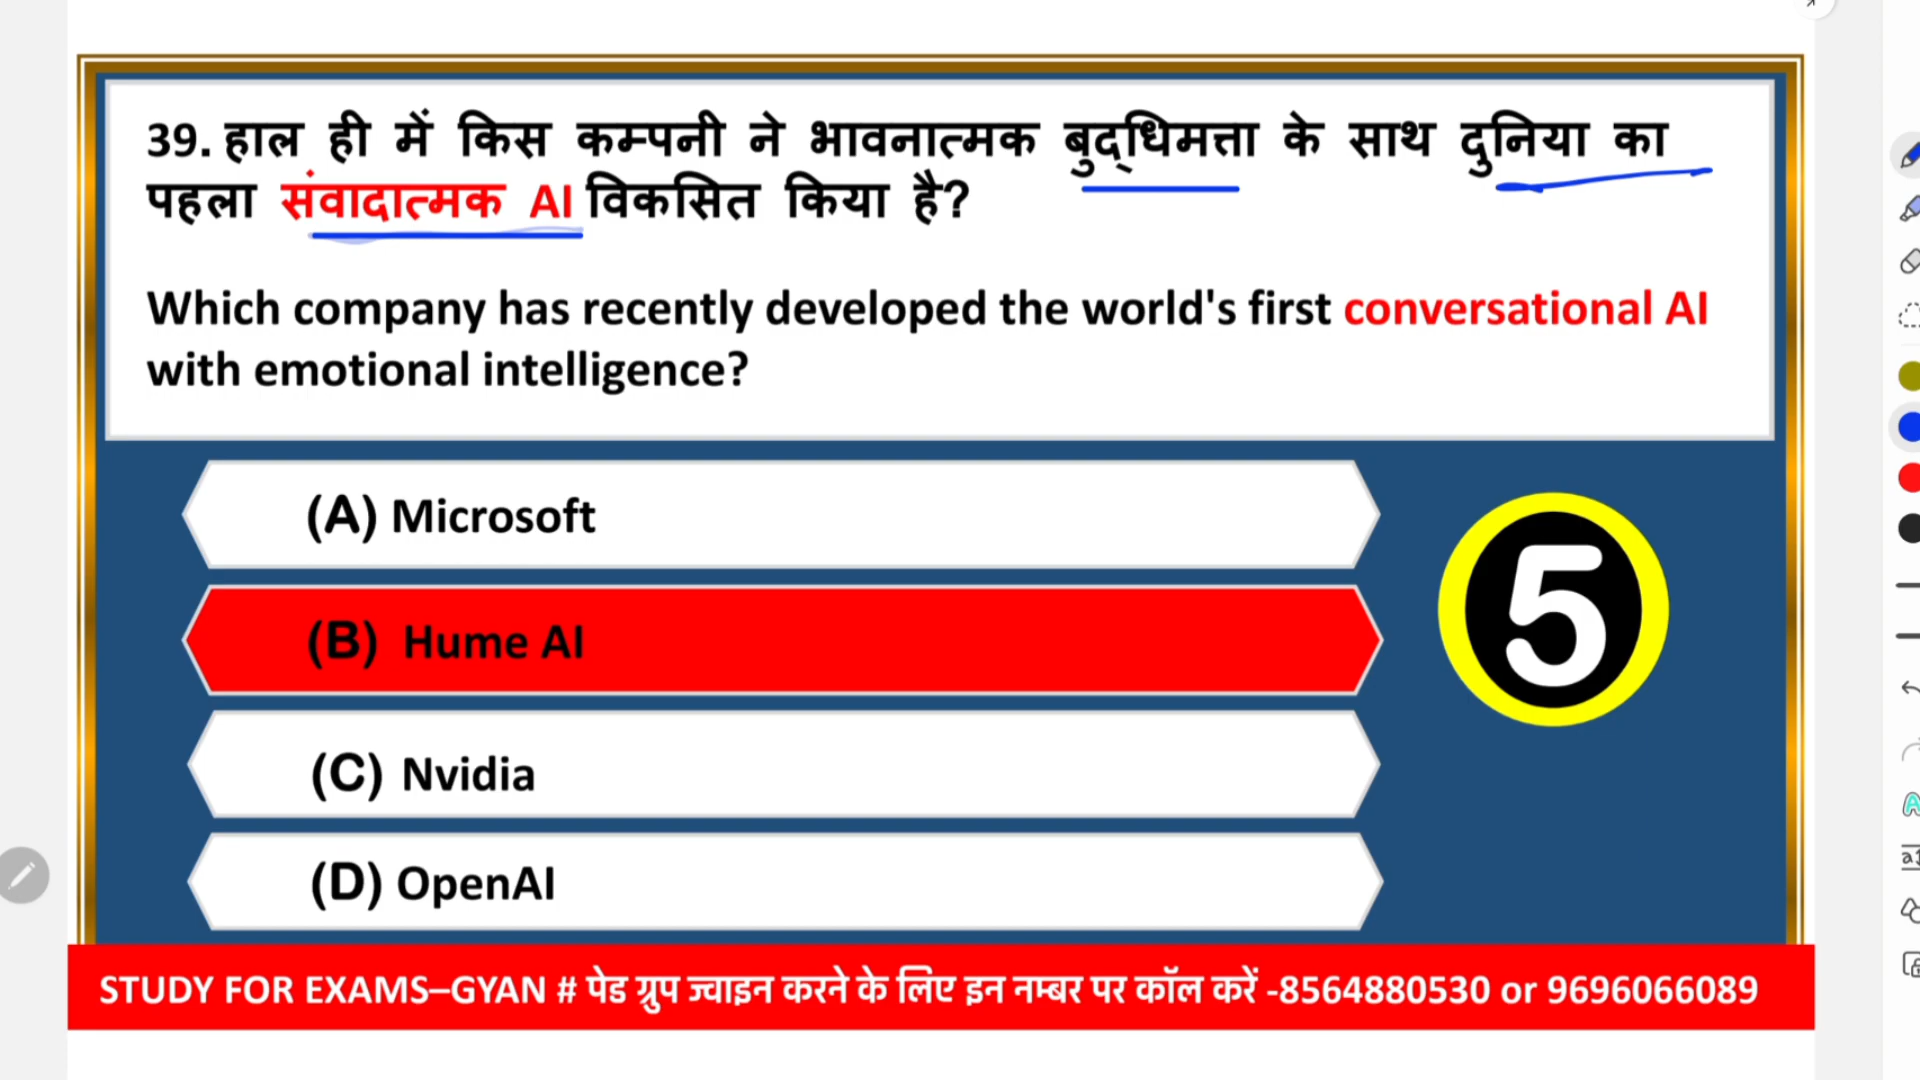 39. हाल ही में किस कम्पनी ने भावनात्मक बुद्धिमत्ता के साथ दुनिया का
पहला संवादात्मक AI विकसित किया है?
Which company has recently developed the world's first conversational AI
with emotional intelligence?
(A) Microsoft
(B) Hume AI
5
(C) Nvidia
(D) OpenAI
STUDY FOR EXAMS–GYAN # पेड ग्रुप ज्वाइन करने के लिए इन नम्बर पर कॉल करें -8564880530 or 9696066089